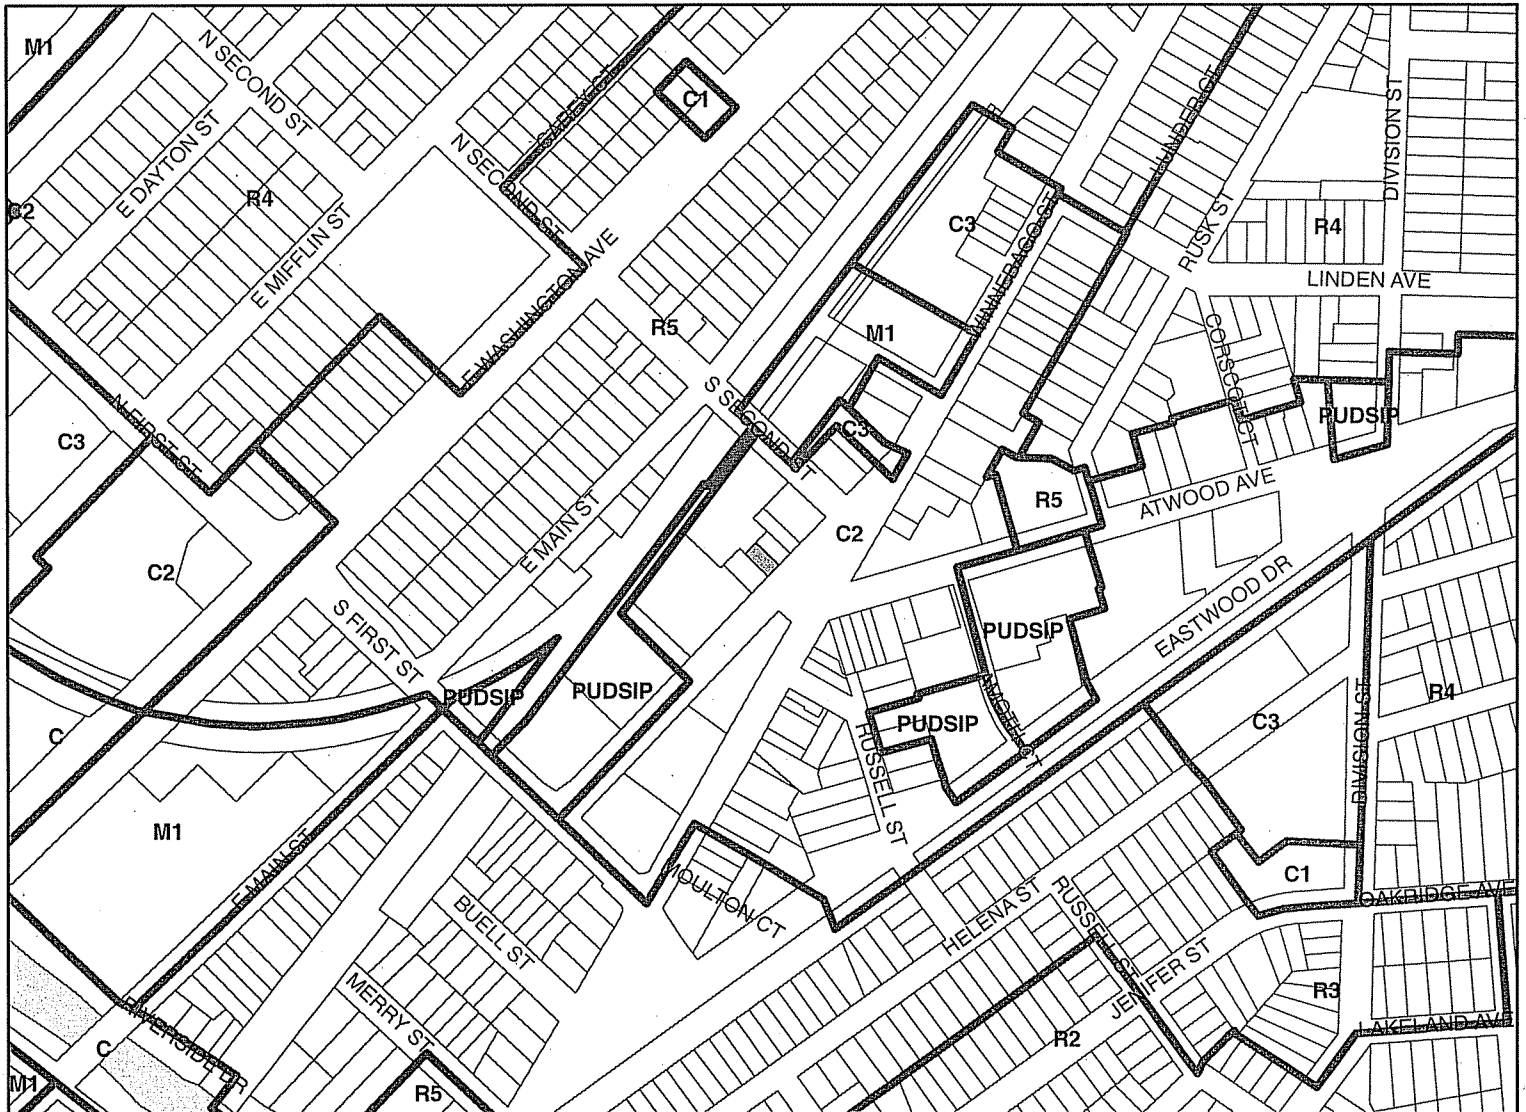 M1
N SECOND ST
C1
GALLEY CT
E DAYTON ST
N SECOND ST
LINDER CT
DIVISION ST
C2
R4
E MIFFLIN ST
E WASHINGTON AVE
C3
WINNEBAGO ST
RUSK ST
R4
LINDEN AVE
R5
M1
CORSCOT CT
S SECOND ST
N FIRST ST
C3
C3
PUDSIP
E MAIN ST
R5
ATWOOD AVE
C2
C2
S FIRST ST
PUDSIP
EASTWOOD DR
PUDSIP
PUDSIP
AMOTH CT
R4
C
PUDSIP
C3
RUSSELL ST
DIVISION ST
M1
E MAIN ST
MOULTON CT
C1
OAKRIDGE AVE
BUELL ST
HELENA ST
RUSSELL ST
JENIFER ST
R3
MERRY ST
RIVERSIDE DR
R2
LAKELAND AVE
C
M1
R5